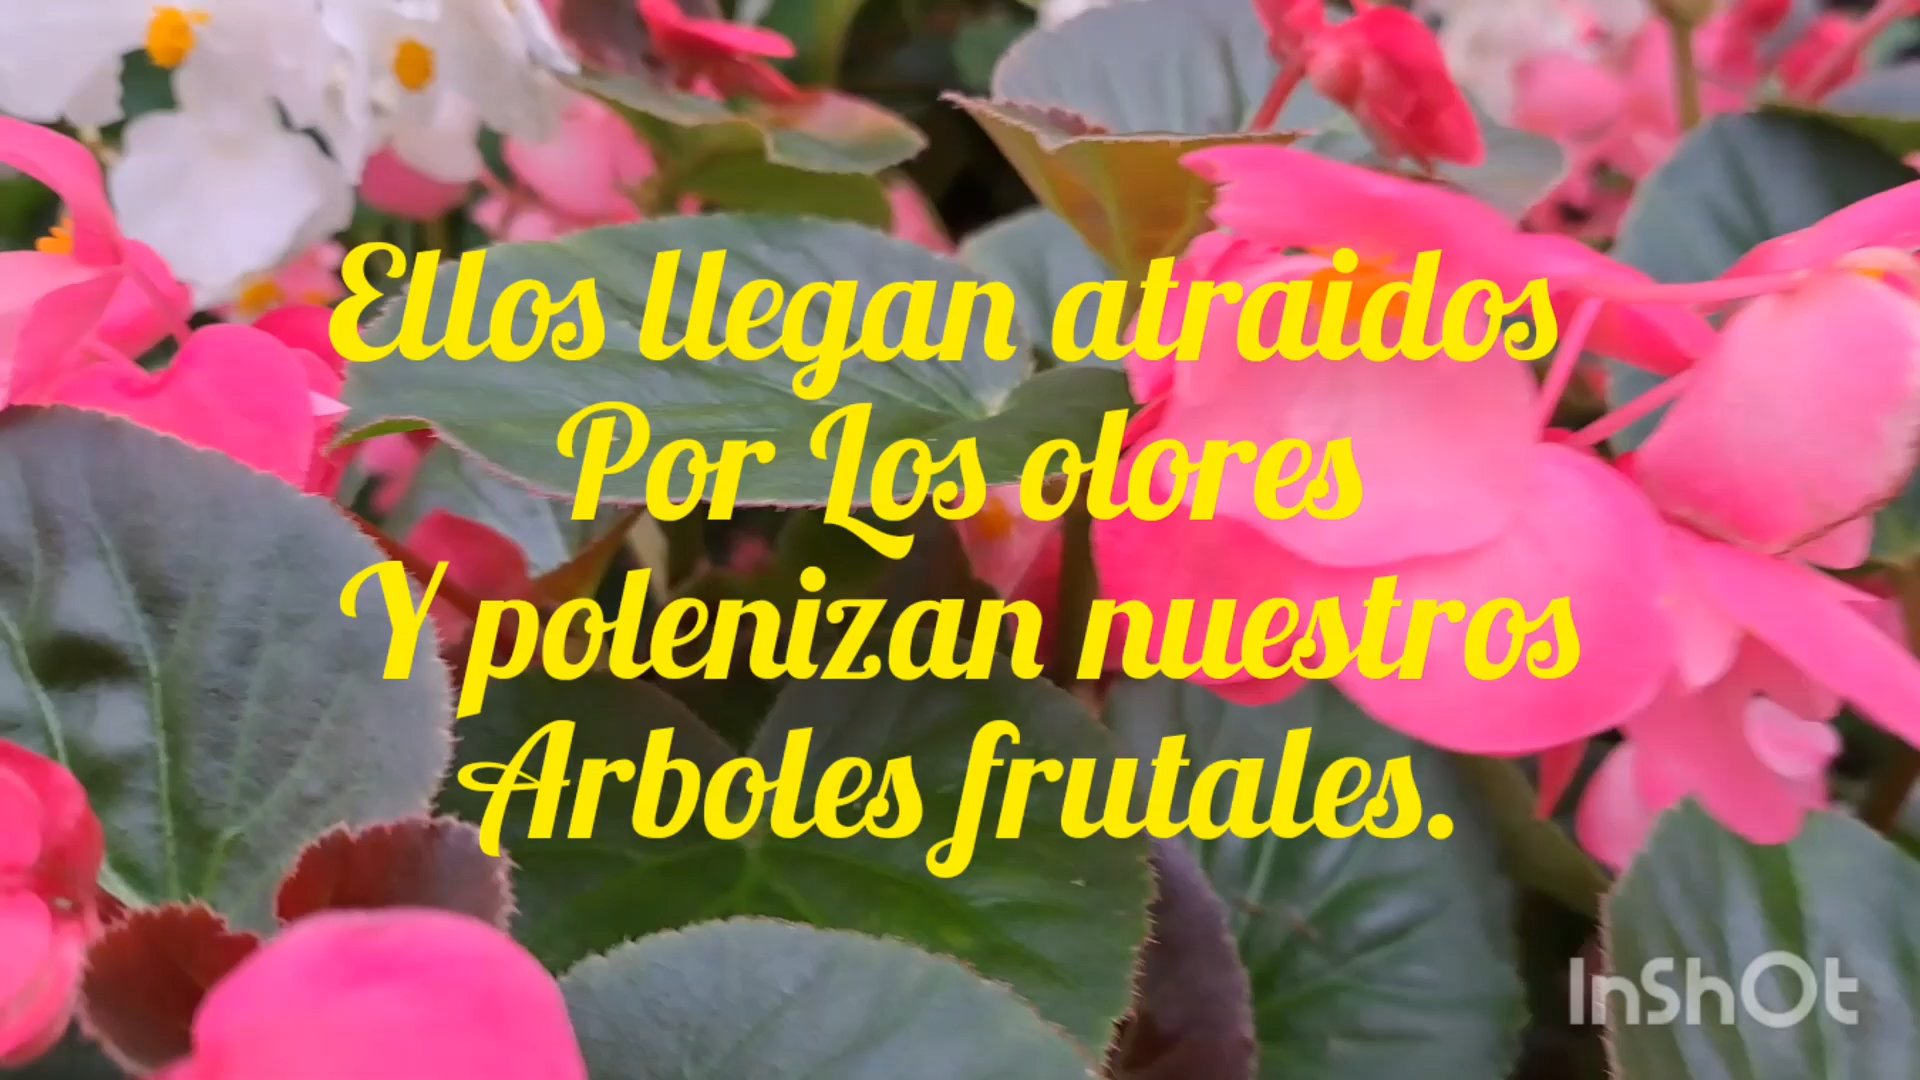 Ellos llegan atraidos
Por Los olores
Y polenizan nuestros
Arboles frutales.
InShOt